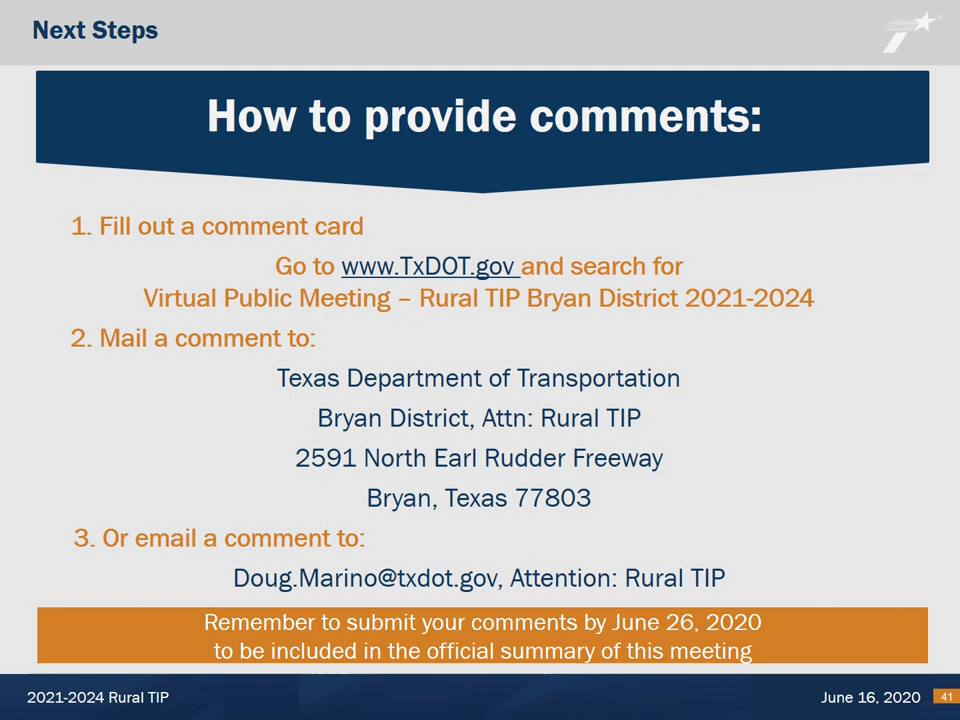 Next Steps
How to provide comments:
1. Fill out a comment card
Go to www.TxDOT.gov and search for
Virtual Public Meeting – Rural TIP Bryan District 2021-2024
2. Mail a comment to:
Texas Department of Transportation
Bryan District, Attn: Rural TIP
2591 North Earl Rudder Freeway
Bryan, Texas 77803
3. Or email a comment to:
Doug.Marino@txdot.gov, Attention: Rural TIP
Remember to submit your comments by June 26, 2020
to be included in the official summary of this meeting
2021-2024 Rural TIP
June 16, 2020
41